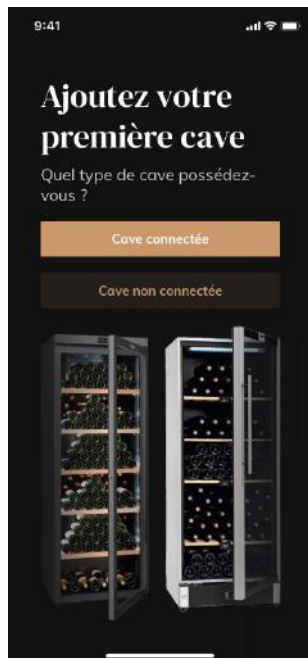 9:41
Ajoutez votre
première cave
Quel type de cave possédez-
vous ?
Cave connectée
Cave non connectée